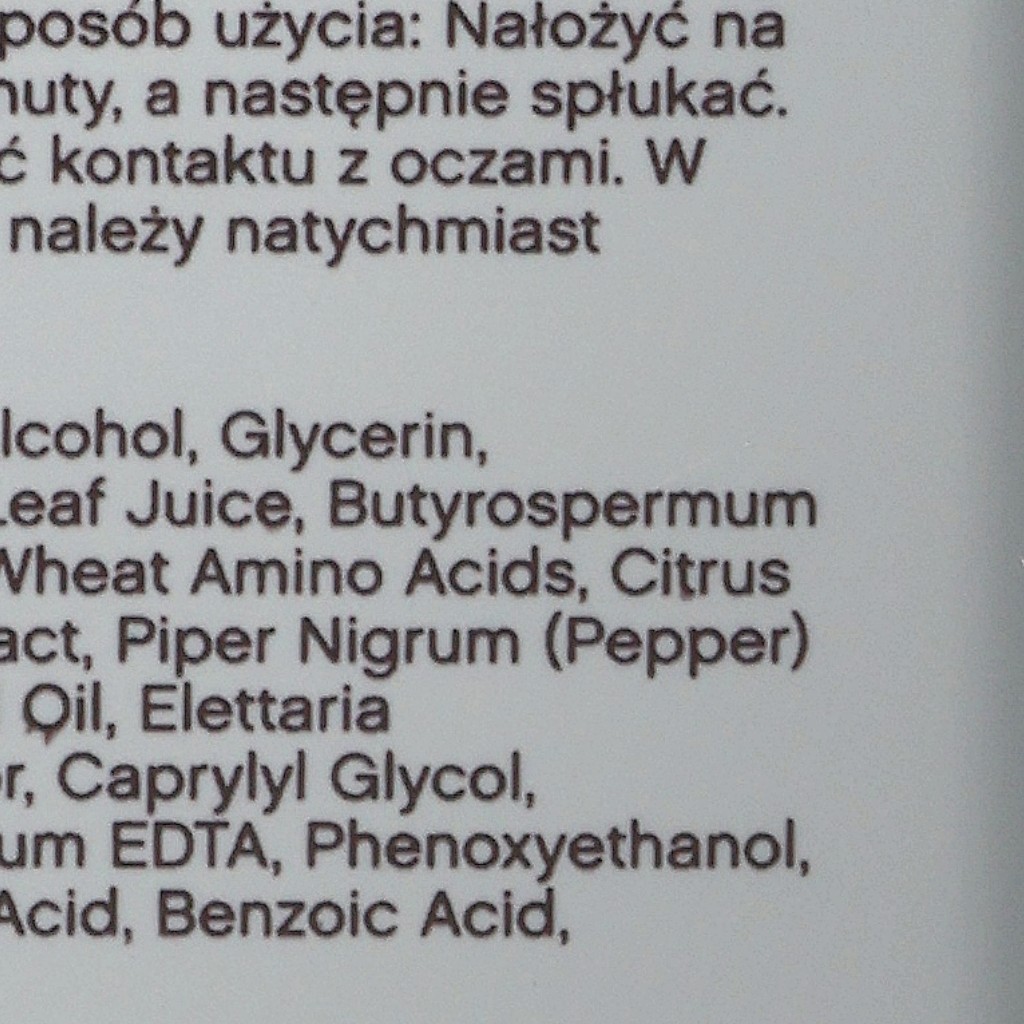 posób użycia: Nałożyć na
nuty, a następnie spłukać.
ć kontaktu z oczami. W
należy natychmiast
lcohol, Glycerin,
Leaf Juice, Butyrospermum
Wheat Amino Acids, Citrus
act, Piper Nigrum (Pepper)
Oil, Elettaria
r, Caprylyl Glycol,
um EDTA, Phenoxyethanol,
Acid, Benzoic Acid,